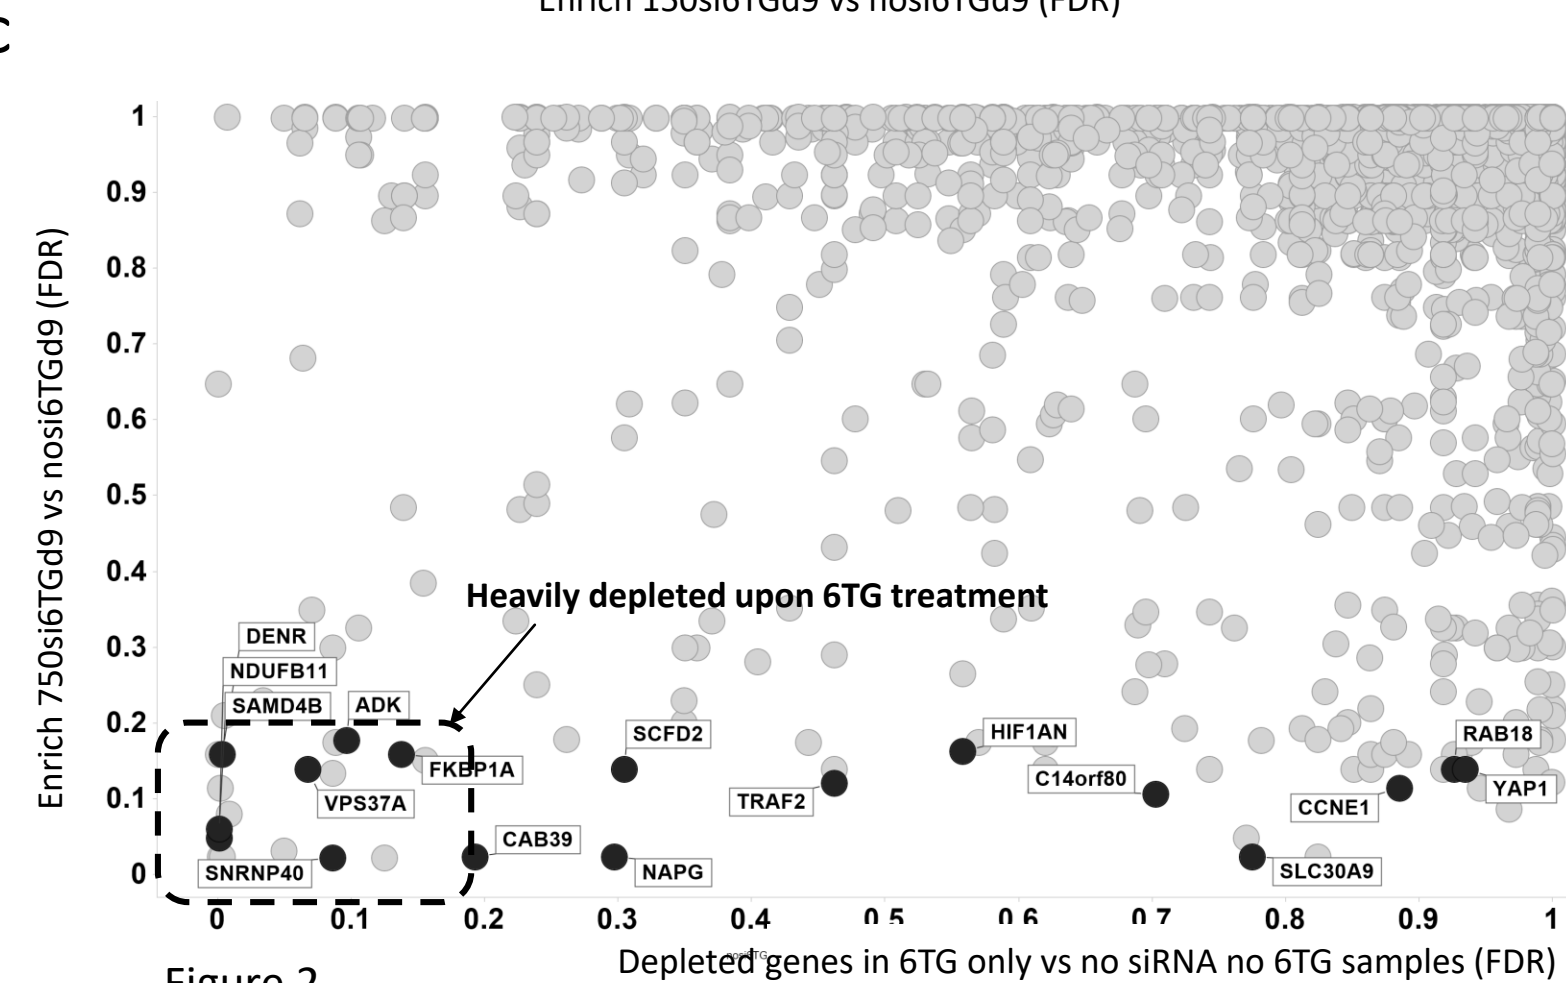 Enrich 150si6TGd9 vs nosi6TGd9 (FDR)
C
Enrich 750si6TGd9 vs nosi6TGd9 (FDR)
1
0.9
0.8
0.7
0.6
0.5
0.4
0.3
0.2
0.1
0
Heavily depleted upon 6TG treatment
DENR
NDUFB11
SAMD4B
ADK
FKBP1A
VPS37A
SNRNP40
CAB39
SCFD2
NAPG
TRAF2
HIF1AN
C14orf80
CCNE1
RAB18
YAP1
SLC30A9
0 0.1 0.2 0.3 0.4 0.5 0.6 0.7 0.8 0.9 1
nosi6TG
Depleted genes in 6TG only vs no siRNA no 6TG samples (FDR)
Figure 2